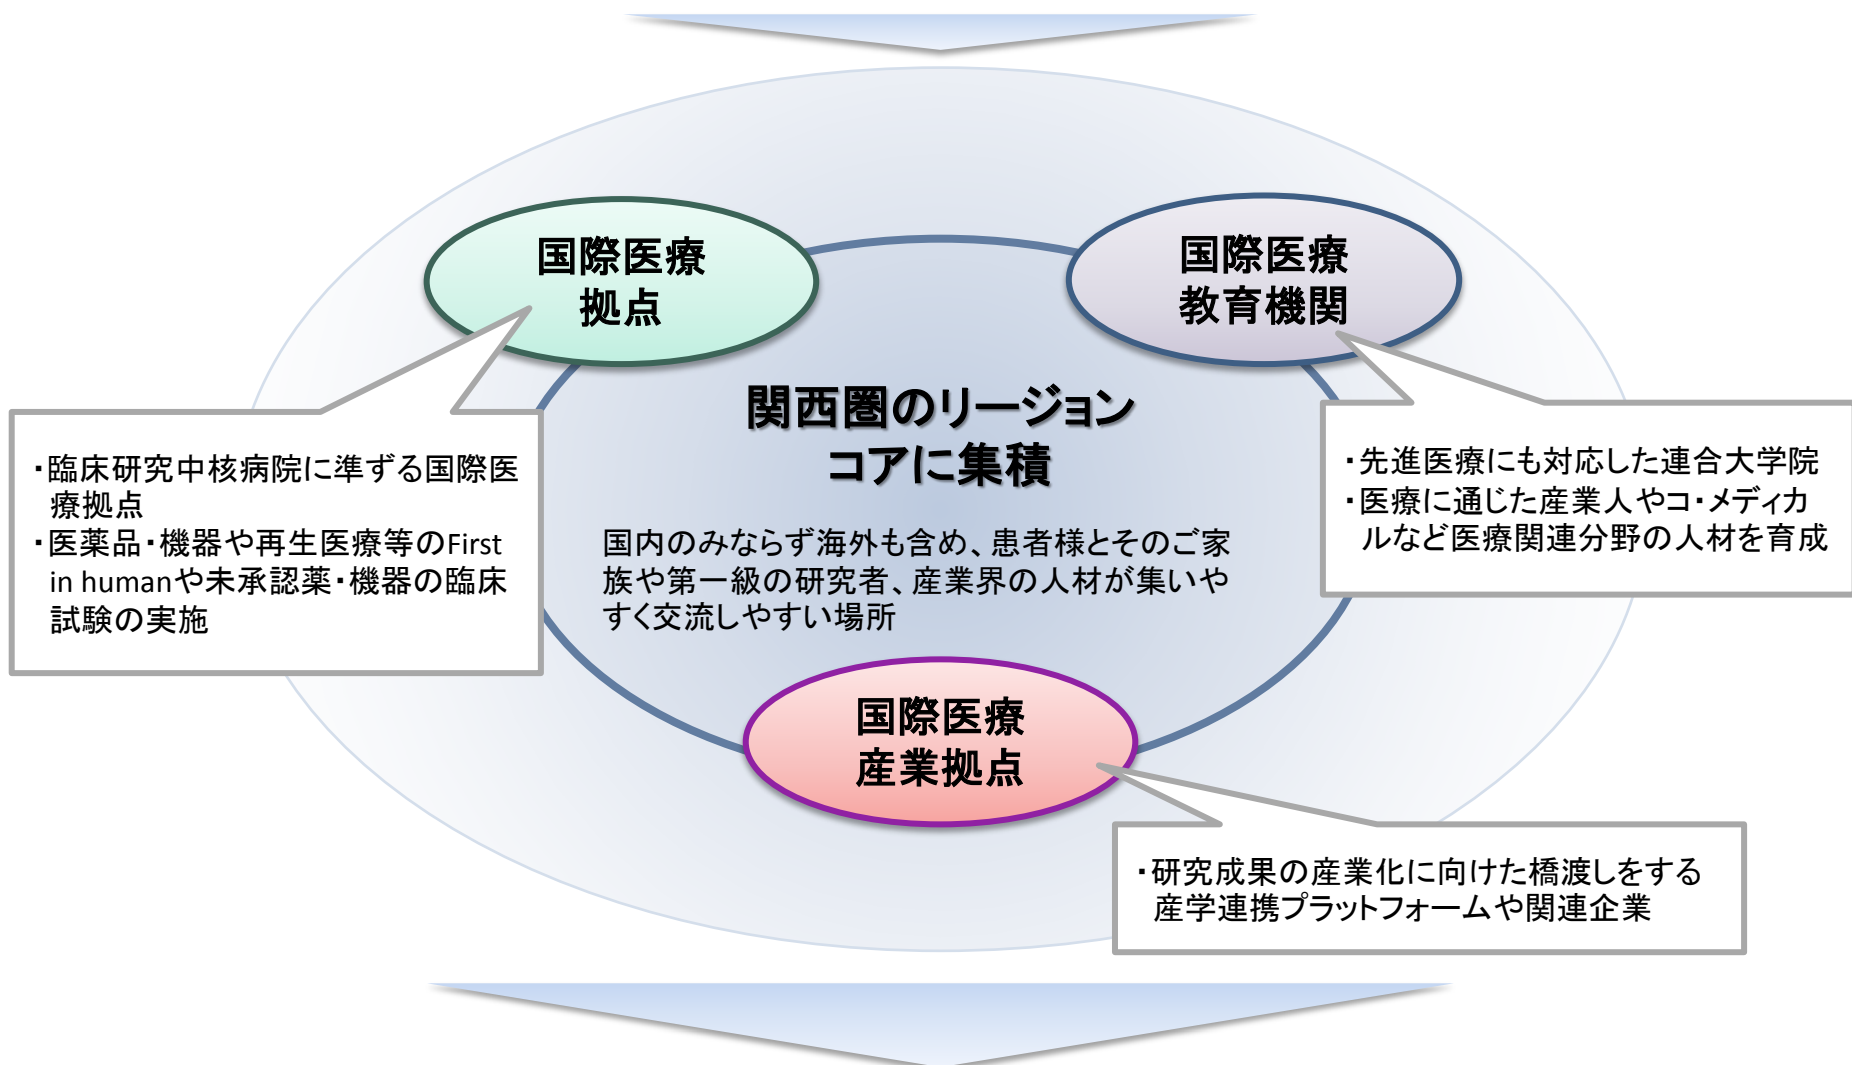 国際医療
拠点
国際医療
教育機関
関西圏のリージョン
コアに集積
国内のみならず海外も含め、患者様とそのご家
族や第一級の研究者、産業界の人材が集いや
すく交流しやすい場所
・臨床研究中核病院に準ずる国際医
療拠点
・医薬品・機器や再生医療等のFirst
in humanや未承認薬・機器の臨床
試験の実施
・先進医療にも対応した連合大学院
・医療に通じた産業人やコ・メディカ
ルなど医療関連分野の人材を育成
国際医療
産業拠点
・研究成果の産業化に向けた橋渡しをする
産学連携プラットフォームや関連企業